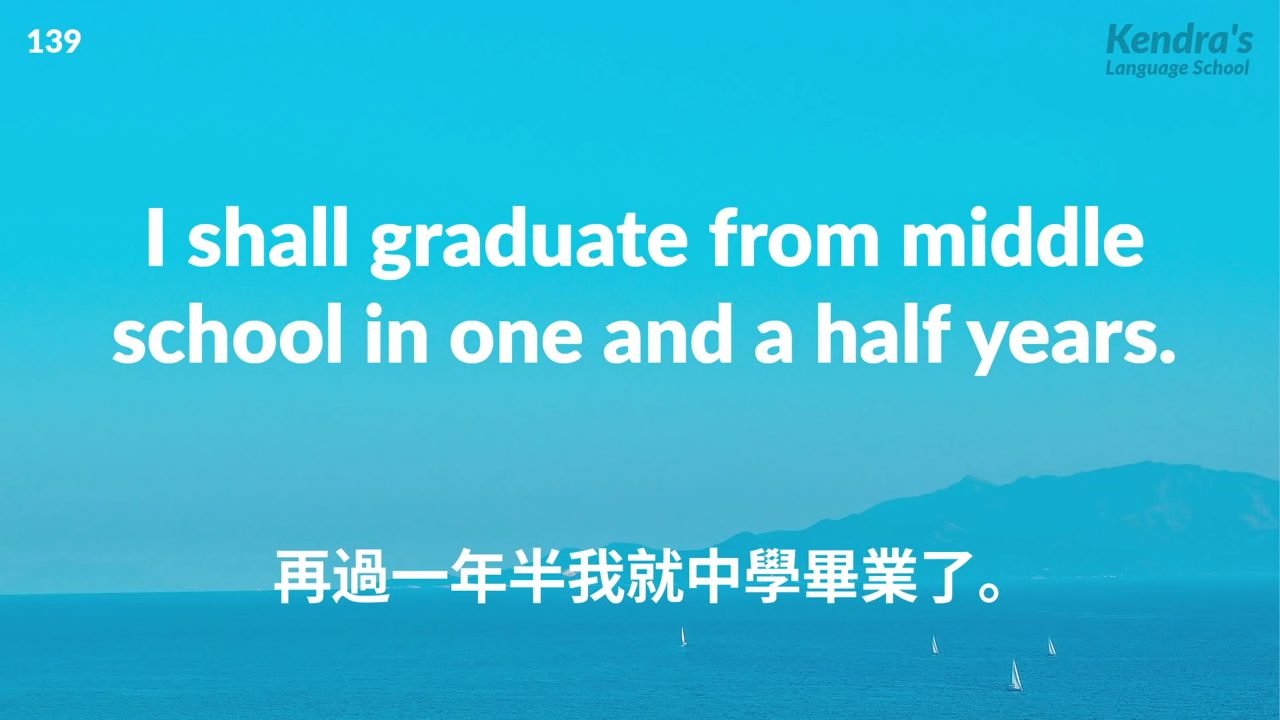 139
Kendra's
Language School
I shall graduate from middle
school in one and a half years.
再過一年半我就中學畢業了。